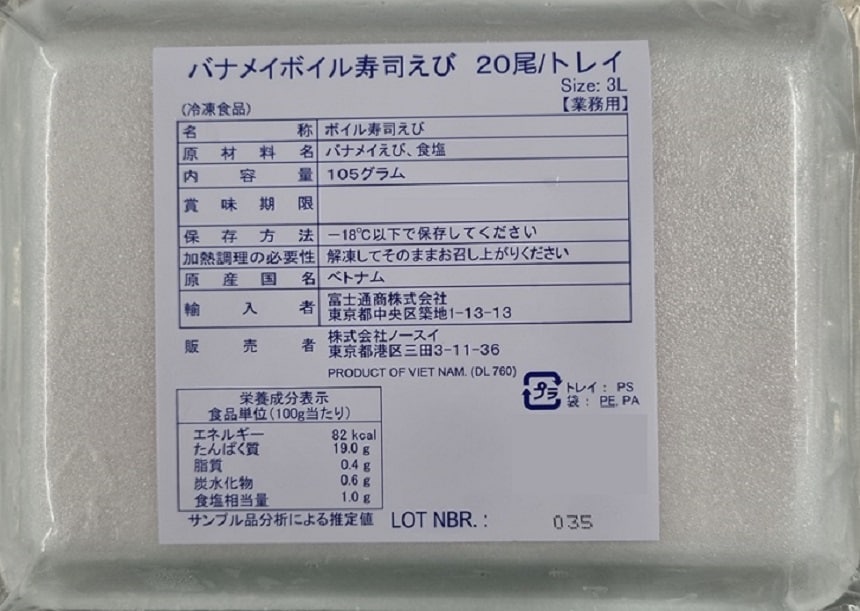 バナメイボイル寿司えび 20尾/トレイ
Size: 3L
(冷凍食品)
【業務用】
名称 ボイル寿司えび
原材料名 バナメイえび、食塩
内容量 105グラム
賞味期限
保存方法 −18℃以下で保存してください
加熱調理の必要性 解凍してそのままお召し上がりください
原産国名 ベトナム
輸入者 富士通商株式会社
東京都中央区築地1-13-13
販売者 株式会社ノースイ
東京都港区三田3-11-36
PRODUCT OF VIET NAM. (DL 760)
プラ
トレイ： PS
袋： PE, PA
栄養成分表示
食品単位(100g当たり)
エネルギー 82 kcal
たんぱく質 19.0 g
脂質 0.4 g
炭水化物 0.6 g
食塩相当量 1.0 g
サンプル品分析による推定値
LOT NBR. : 035